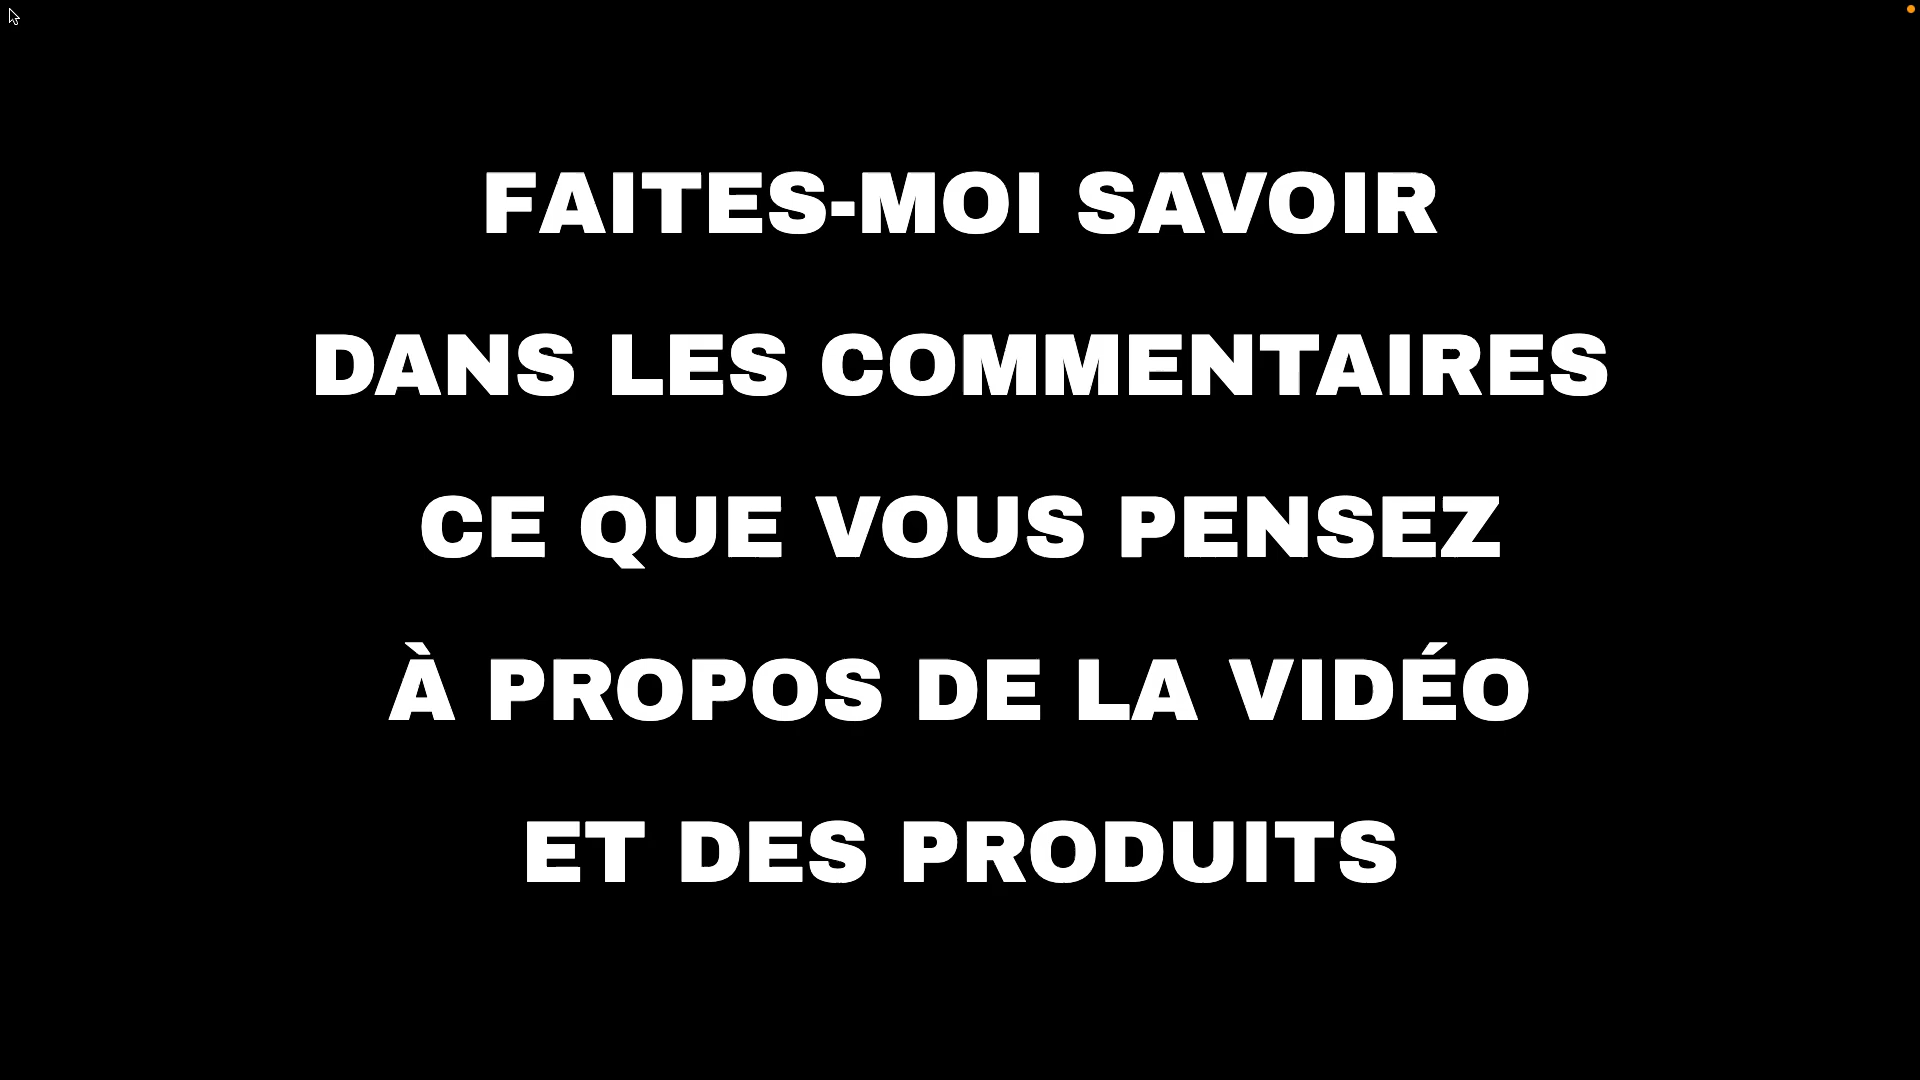 FAITES-MOI SAVOIR
DANS LES COMMENTAIRES
CE QUE VOUS PENSEZ
À PROPOS DE LA VIDÉO
ET DES PRODUITS